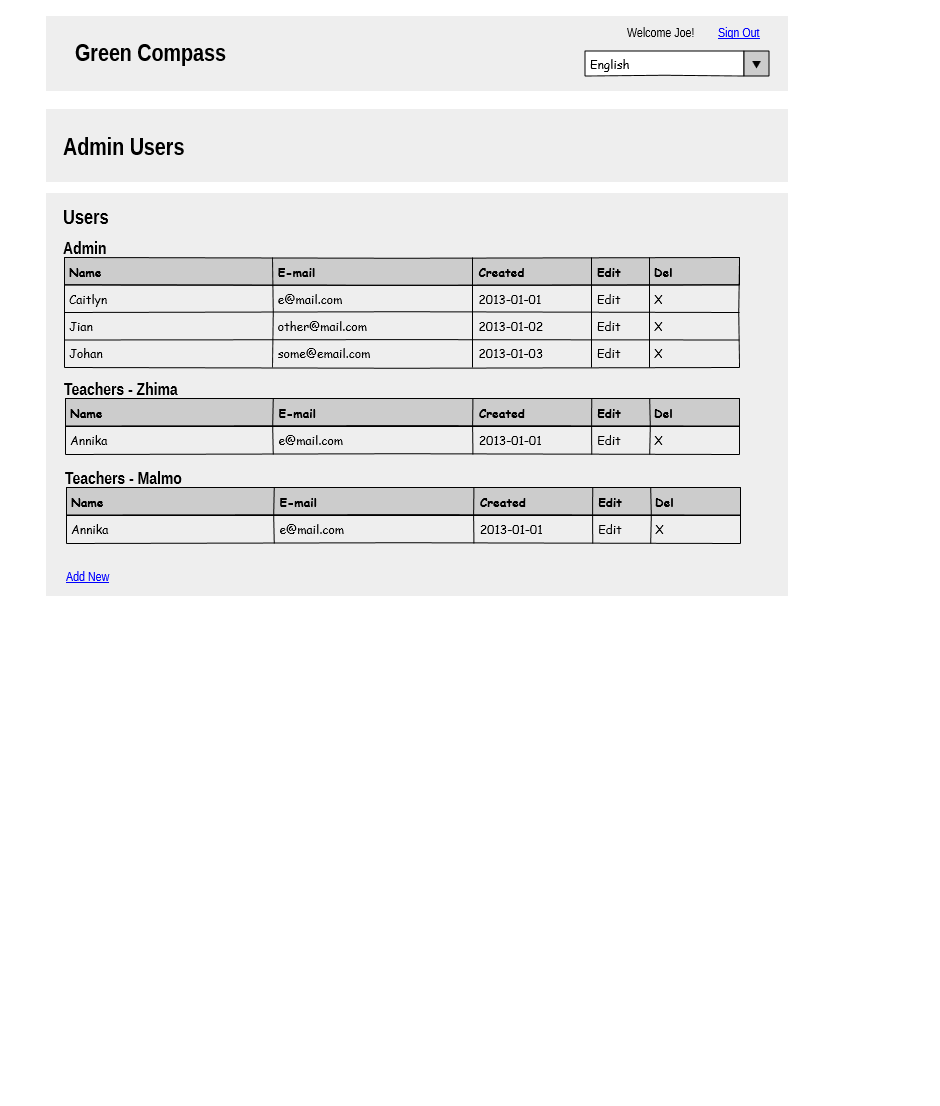 Welcome Joe! Sign Out
Green Compass
English
Admin Users
Users
Admin
Name E-mail Created Edit Del
Caitlyn e@mail.com 2013-01-01 Edit X
Jian other@mail.com 2013-01-02 Edit X
Johan some@email.com 2013-01-03 Edit X
Teachers - Zhima
Name E-mail Created Edit Del
Annika e@mail.com 2013-01-01 Edit X
Teachers - Malmo
Name E-mail Created Edit Del
Annika e@mail.com 2013-01-01 Edit X
Add New